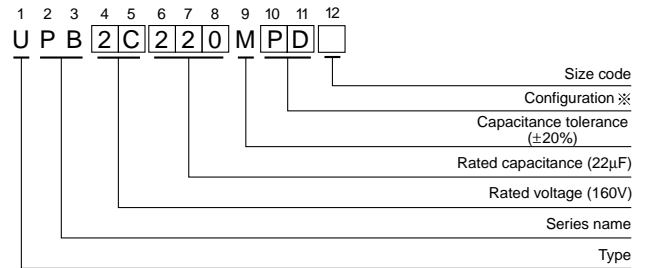 1 2 3 4 5 6 7 8 9 10 11 12
U P B 2 C 2 2 0 M P D
Size code
Configuration ※
Capacitance tolerance
(±20%)
Rated capacitance (22µF)
Rated voltage (160V)
Series name
Type